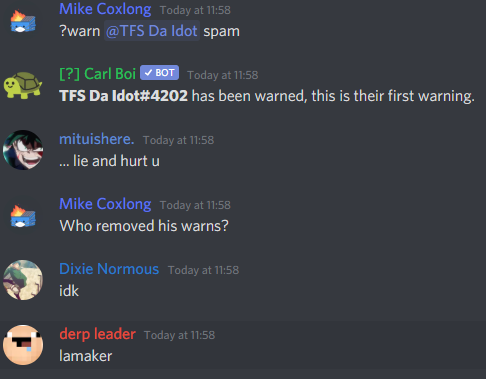 Mike Coxlong Today at 11:58
?warn @TFS Da Idot spam
[?] Carl Boi ✓ BOT Today at 11:58
TFS Da Idot#4202 has been warned, this is their first warning.
mituishere. Today at 11:58
... lie and hurt u
Mike Coxlong Today at 11:58
Who removed his warns?
Dixie Normous Today at 11:58
idk
derp leader Today at 11:58
lamaker